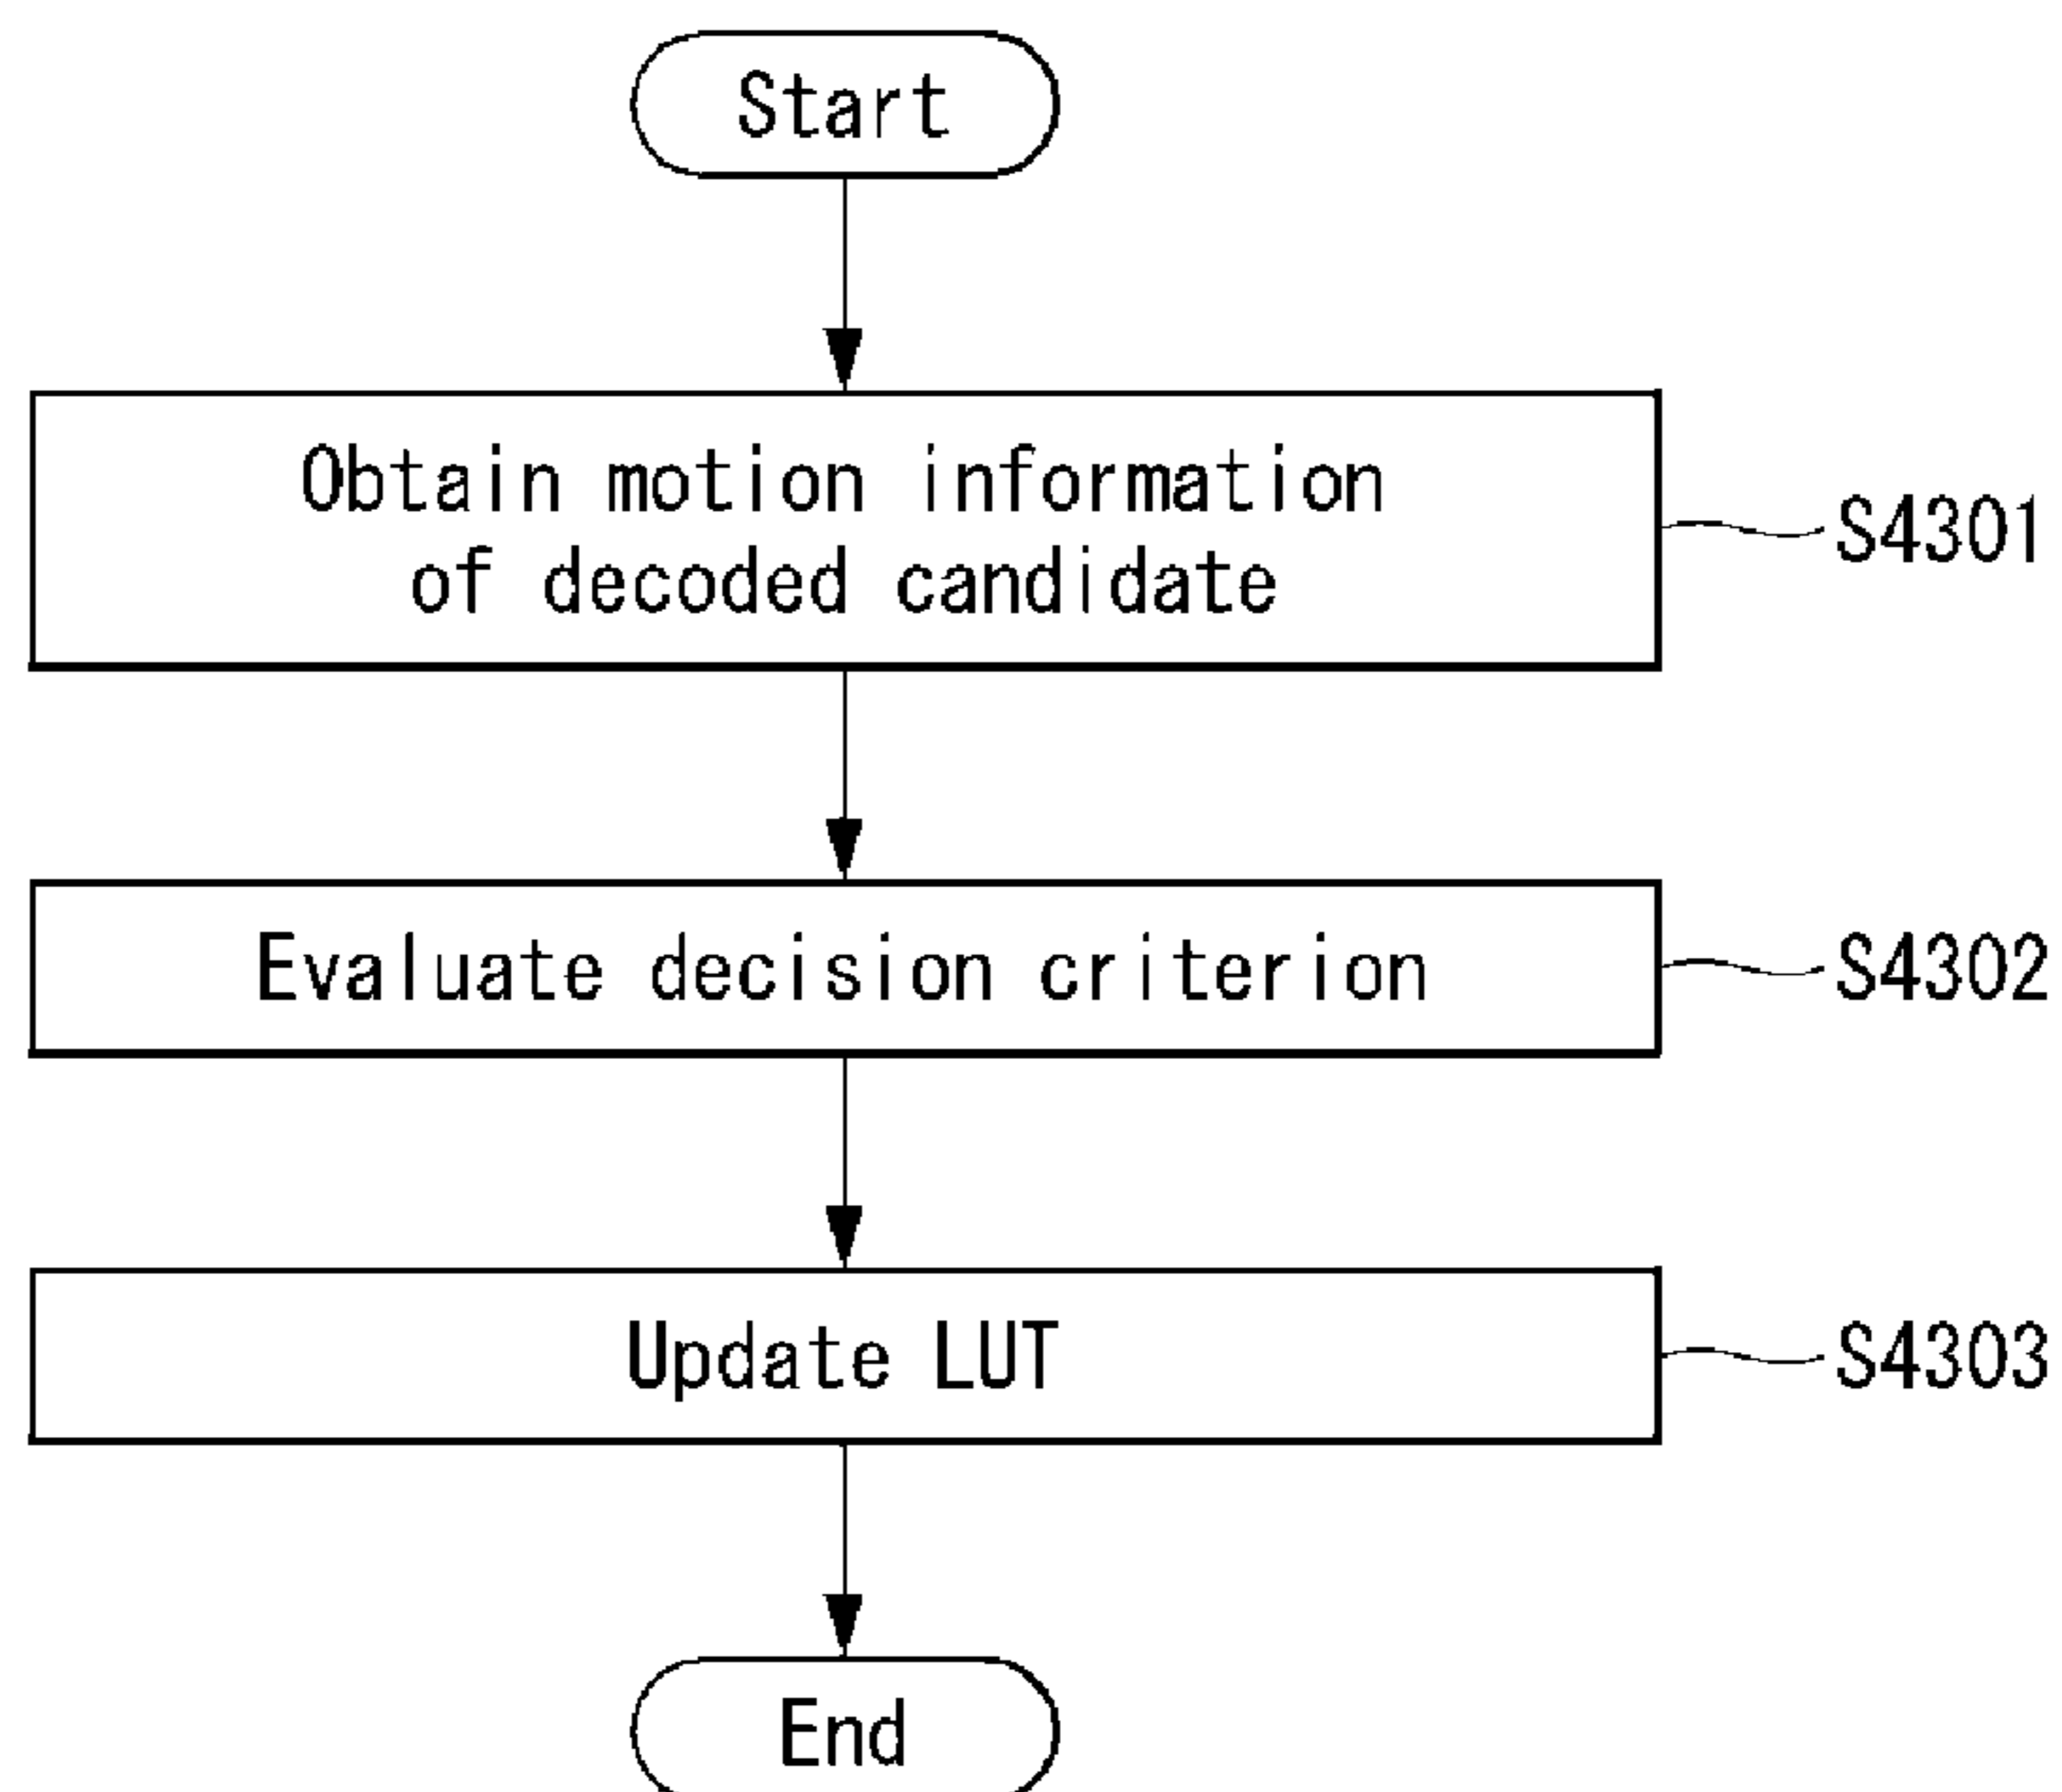 Start
Obtain motion information
of decoded candidate
S4301
Evaluate decision criterion
S4302
Update LUT
S4303
End